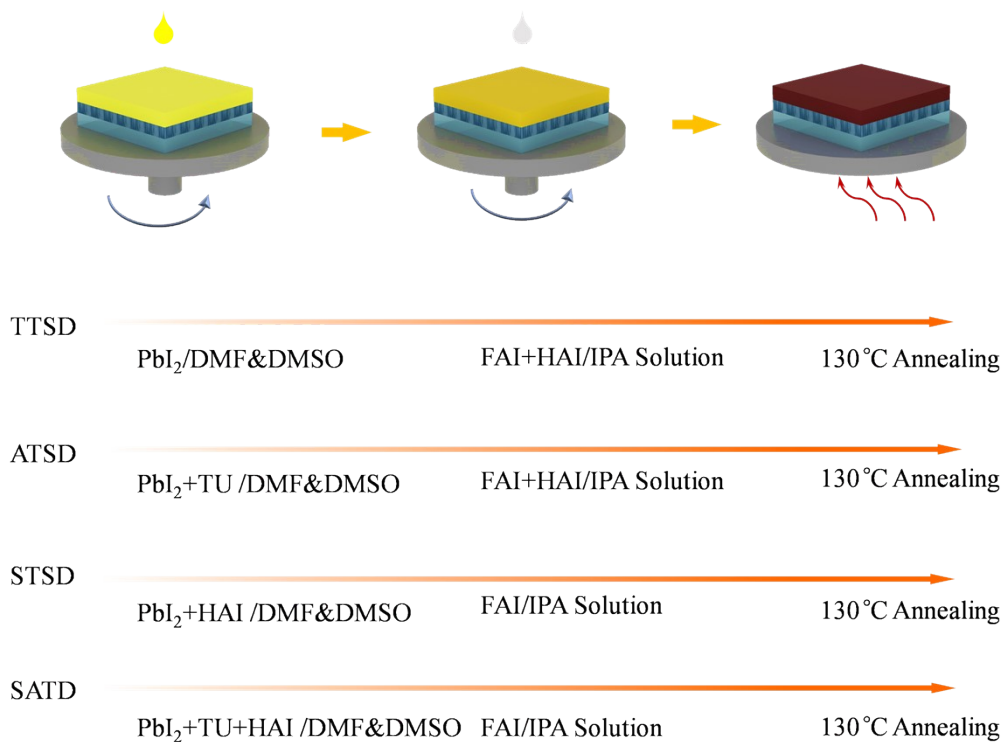 TTSD
PbI₂/DMF&DMSO FAI+HAI/IPA Solution 130°C Annealing
ATSD
PbI₂+TU /DMF&DMSO FAI+HAI/IPA Solution 130°C Annealing
STSD
PbI₂+HAI /DMF&DMSO FAI/IPA Solution 130°C Annealing
SATD
PbI₂+TU+HAI /DMF&DMSO FAI/IPA Solution 130°C Annealing